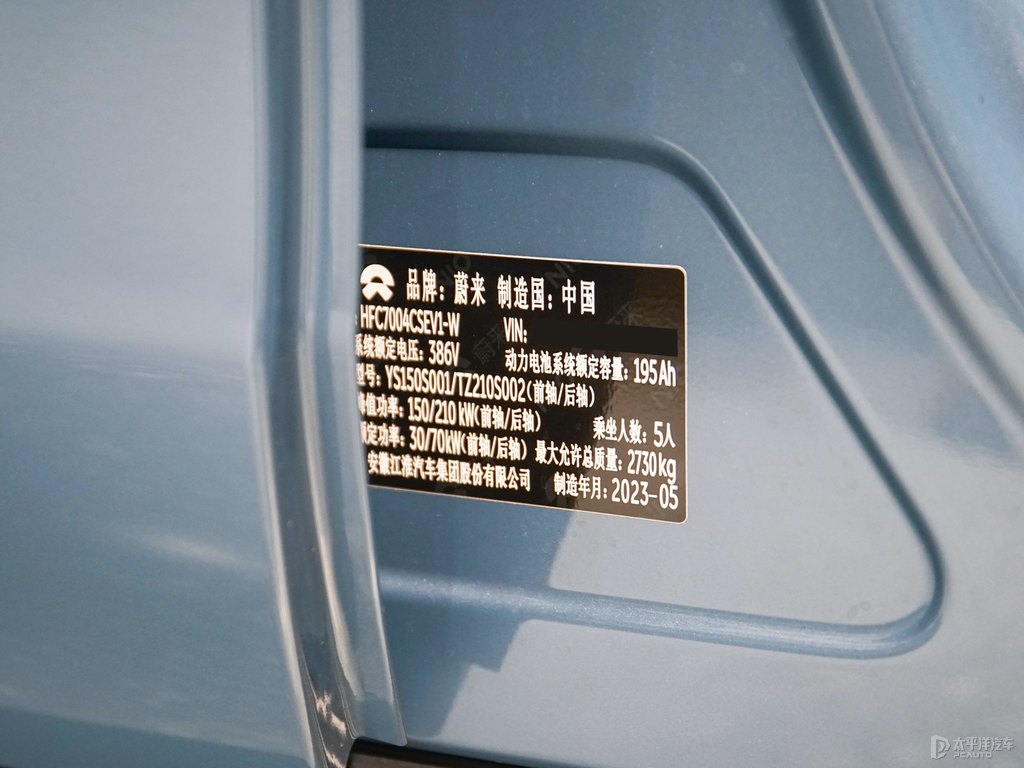 品牌：蔚来 制造国：中国
HFC7004CSEV1-W VIN:
系统额定电压：386V 动力电池系统额定容量：195Ah
型号：YS150S001/TZ210S002(前轴/后轴)
峰值功率：150/210kW(前轴/后轴) 乘坐人数：5人
额定功率：30/70kW(前轴/后轴) 最大允许总质量：2730kg
安徽江淮汽车集团股份有限公司 制造年月：2023-05
NIO
蔚来
太平洋汽车
PCAUTO